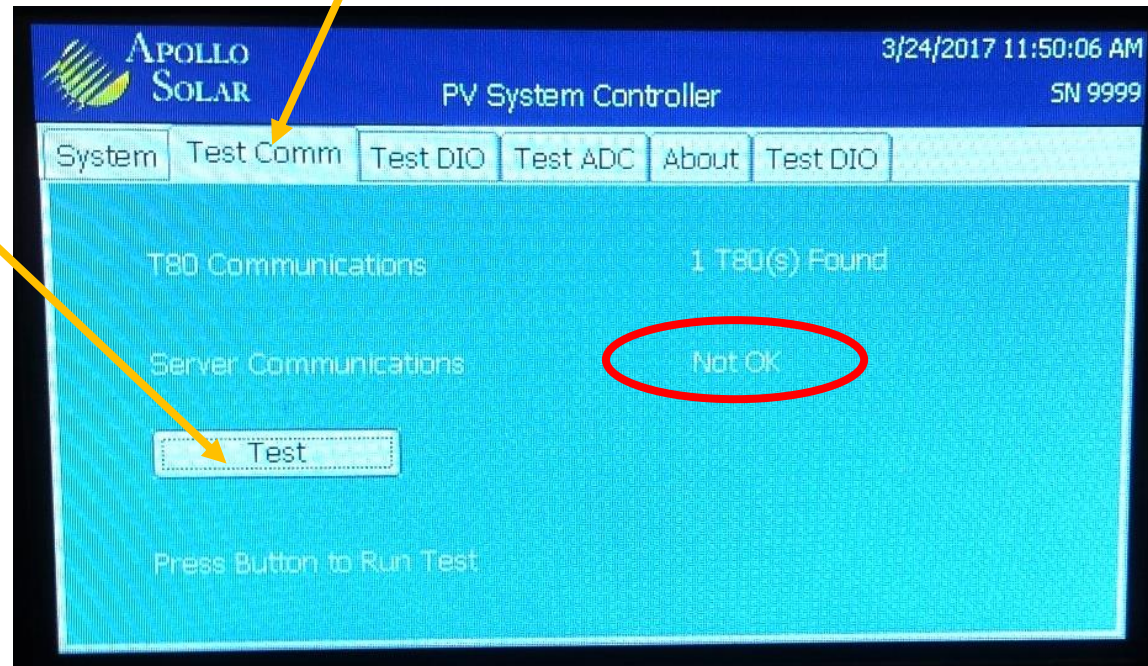 APOLLO
SOLAR
3/24/2017 11:50:06 AM
PV System Controller
SN 9999
System Test Comm Test DIO Test ADC About Test DIO
T80 Communications 1 T80(s) Found
Server Communications Not OK
Test
Press Button to Run Test